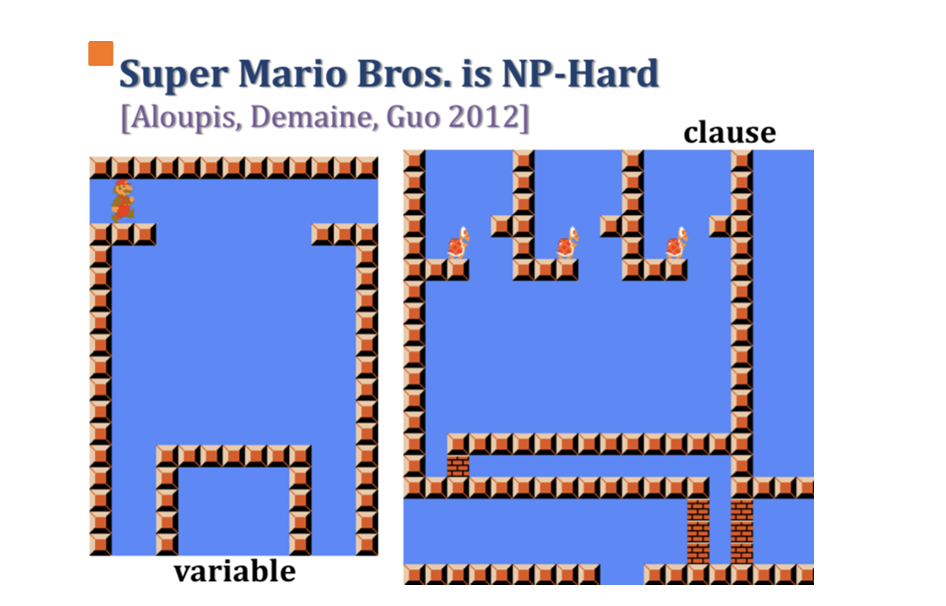 Super Mario Bros. is NP-Hard
[Aloupis, Demaine, Guo 2012]
clause
variable